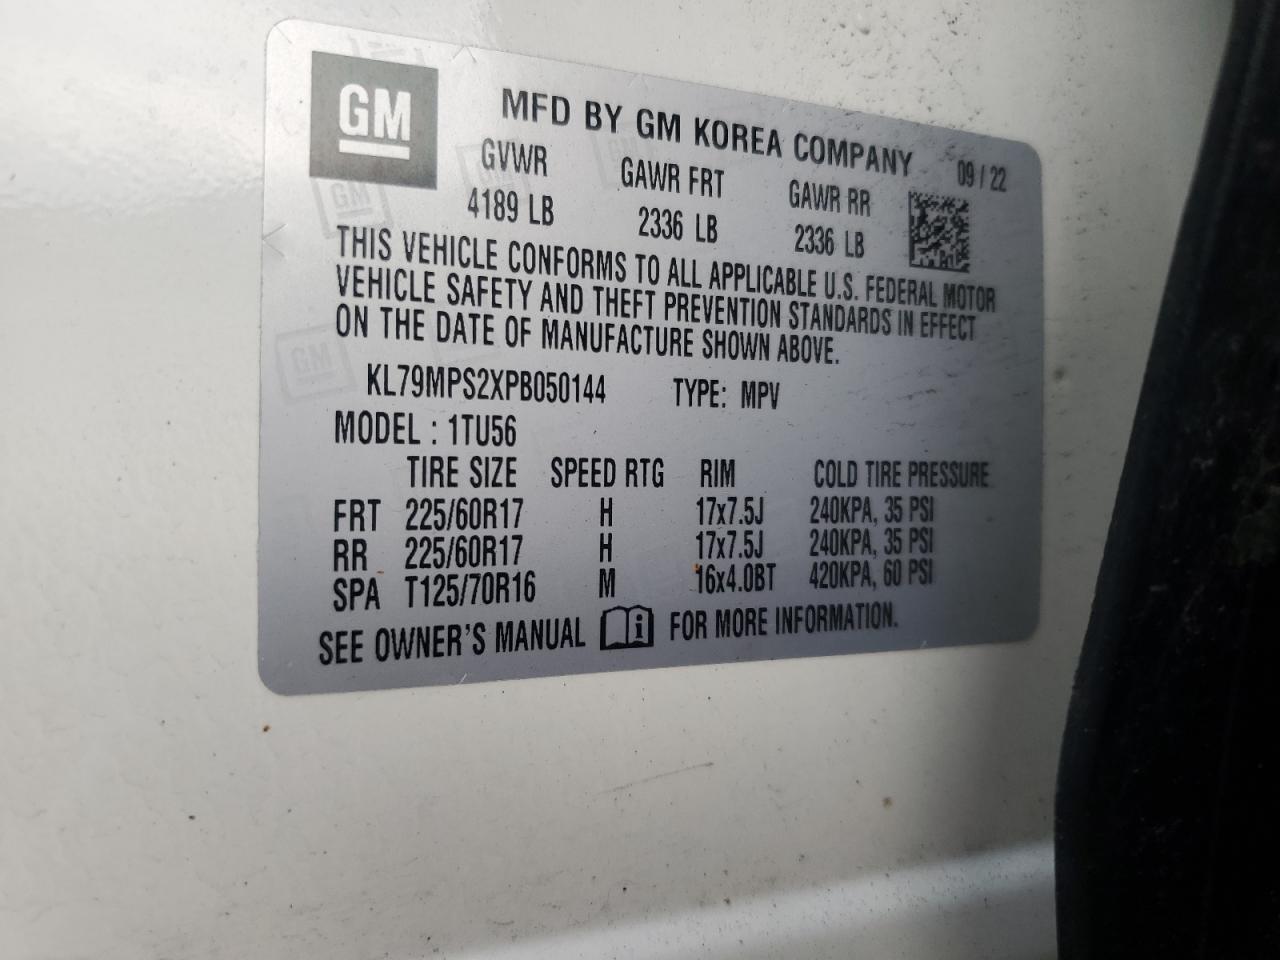 GM
MFD BY GM KOREA COMPANY 09 / 22
GVWR GAWR FRT GAWR RR
4189 LB 2336 LB 2336 LB
THIS VEHICLE CONFORMS TO ALL APPLICABLE U.S. FEDERAL MOTOR
VEHICLE SAFETY AND THEFT PREVENTION STANDARDS IN EFFECT
ON THE DATE OF MANUFACTURE SHOWN ABOVE.
KL79MPS2XPB050144 TYPE: MPV
MODEL : 1TU56
TIRE SIZE SPEED RTG RIM COLD TIRE PRESSURE
FRT 225/60R17 H 17x7.5J 240KPA, 35 PSI
RR 225/60R17 H 17x7.5J 240KPA, 35 PSI
SPA T125/70R16 M 16x4.0BT 420KPA, 60 PSI
SEE OWNER'S MANUAL i FOR MORE INFORMATION.